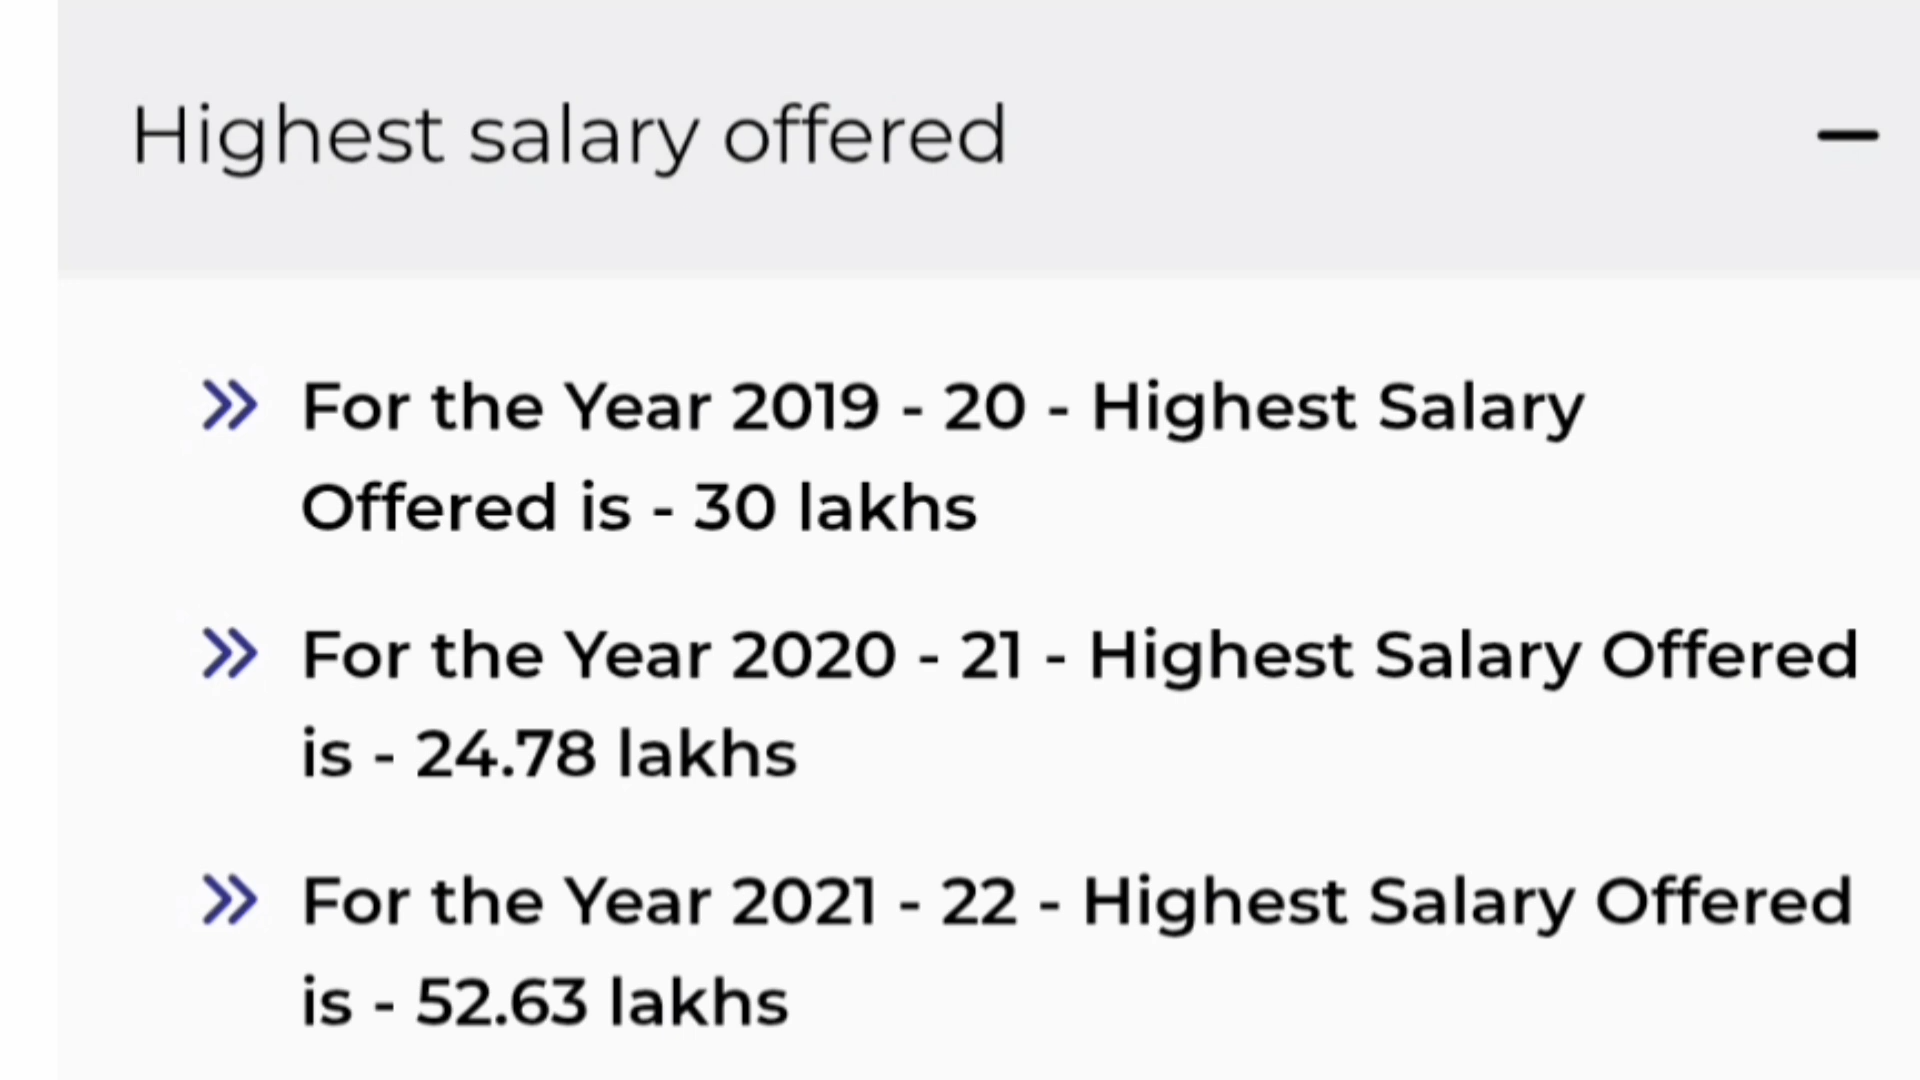 Highest salary offered
For the Year 2019 - 20 - Highest Salary
Offered is - 30 lakhs
For the Year 2020 - 21 - Highest Salary Offered
is - 24.78 lakhs
For the Year 2021 - 22 - Highest Salary Offered
is - 52.63 lakhs